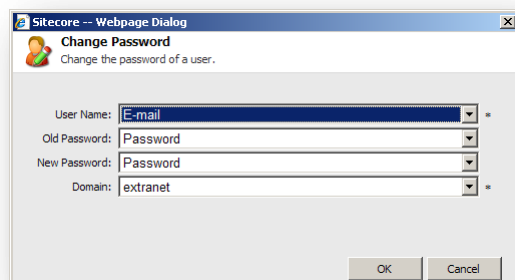 Sitecore -- Webpage Dialog
Change Password
Change the password of a user.
User Name: E-mail *
Old Password: Password
New Password: Password
Domain: extranet *
OK Cancel